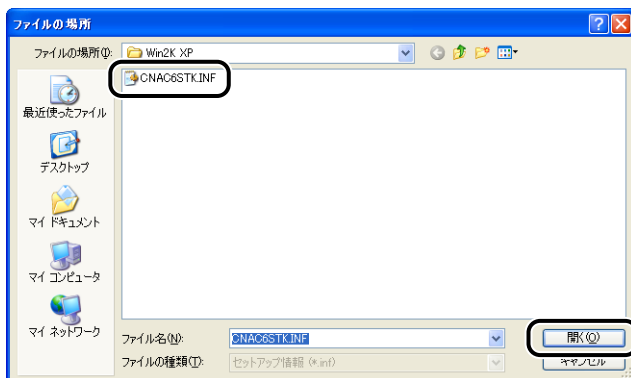 ファイルの場所
ファイルの場所(I):
Win2K XP
CNAC6STK.INF
最近使ったファイル
デスクトップ
マイ ドキュメント
マイ コンピュータ
マイ ネットワーク
ファイル名(N):
CNAC6STK.INF
開く(O)
ファイルの種類(T):
セットアップ情報 (*.inf)
キャンセル